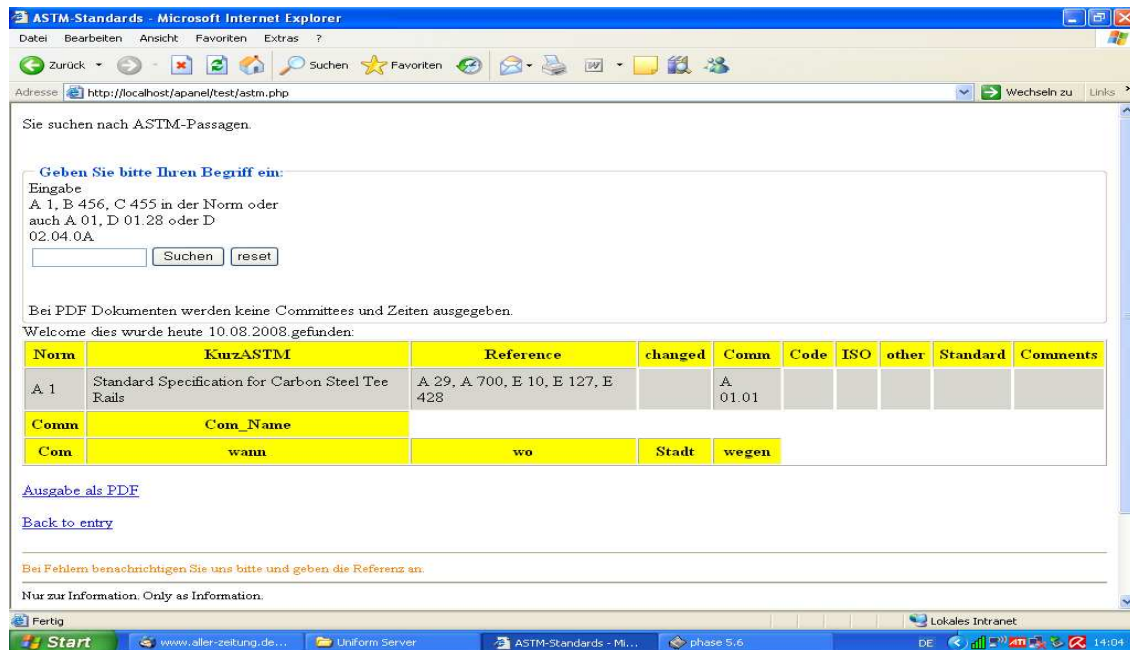 ASTM-Standards - Microsoft Internet Explorer
Datei Bearbeiten Ansicht Favoriten Extras ?
Zurück Suchen Favoriten
Adresse http://localhost/apanel/test/astm.php Wechseln zu Links
Sie suchen nach ASTM-Passagen.
Geben Sie bitte Ihren Begriff ein:
Eingabe
A 1, B 456, C 455 in der Norm oder
auch A 01, D 01.28 oder D
02.04.0A
Suchen reset
Bei PDF Dokumenten werden keine Committees und Zeiten ausgegeben.
Welcome dies wurde heute 10.08.2008.gefunden:
Norm KurzASTM Reference changed Comm Code ISO other Standard Comments
A 1 Standard Specification for Carbon Steel Tee Rails A 29, A 700, E 10, E 127, E 428 A 01.01
Comm Com_Name
Com wann wo Stadt wegen
Ausgabe als PDF
Back to entry
Bei Fehlern benachrichtigen Sie uns bitte und geben die Referenz an.
Nur zur Information. Only as Information.
Fertig Lokales Intranet
Start www.aller-zeitung.de... Uniform Server ASTM-Standards - Mi... phase 5.6 DE ATI 14:04